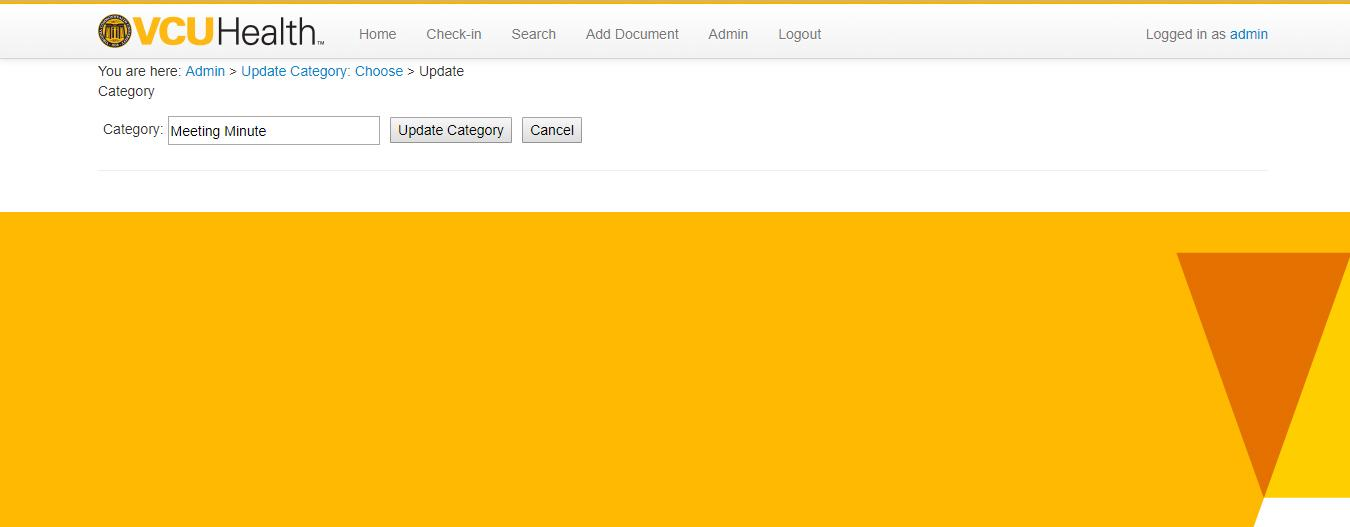 VCUHealth™ Home Check-in Search Add Document Admin Logout Logged in as admin
You are here: Admin > Update Category: Choose > Update
Category
Category: Meeting Minute Update Category Cancel